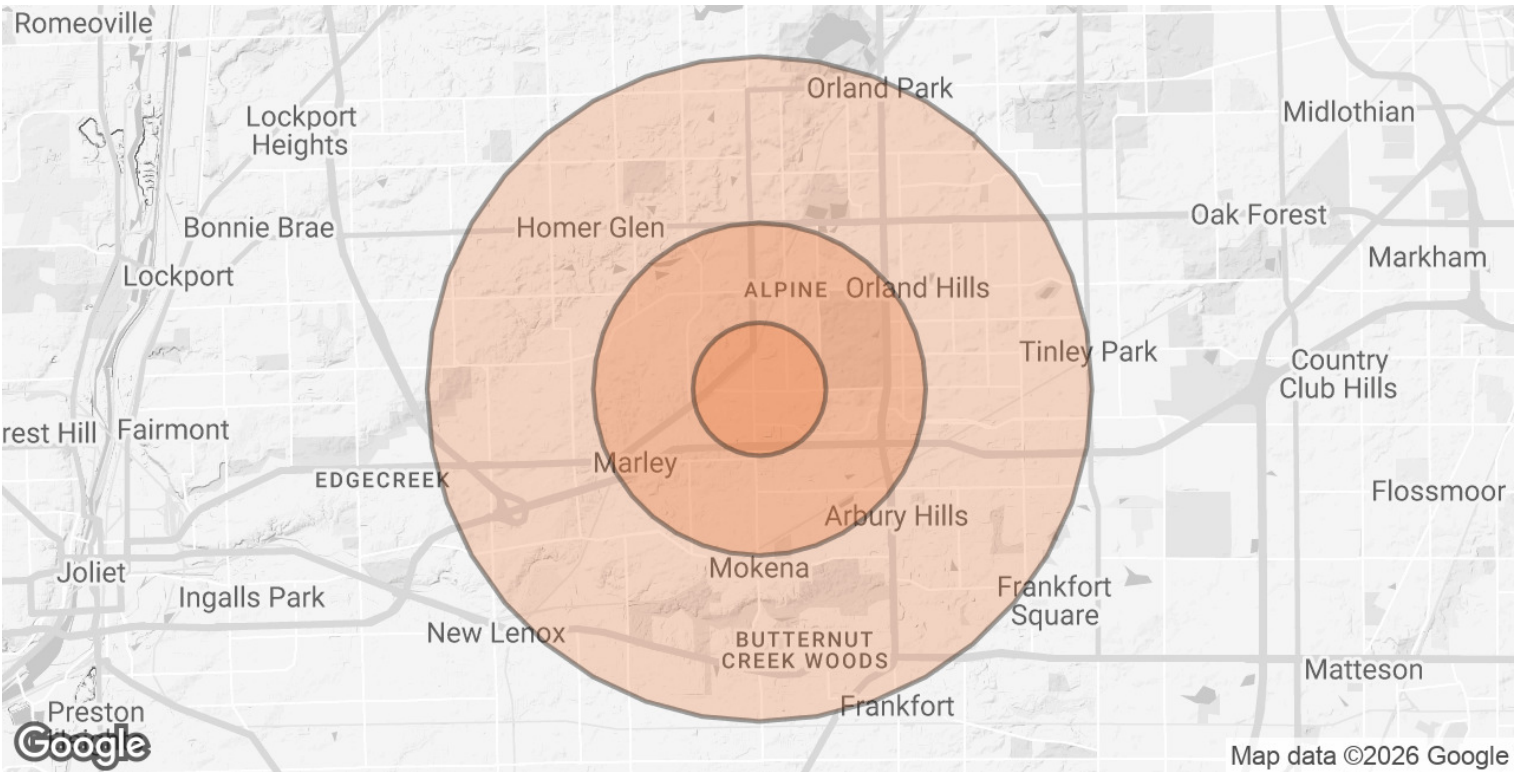 Romeoville
Orland Park
Lockport
Heights
Midlothian
Bonnie Brae
Homer Glen
Oak Forest
Markham
Lockport
ALPINE
Orland Hills
Tinley Park
Country
Club Hills
rest Hill
Fairmont
Marley
EDGECREEK
Flossmoor
Arbury Hills
Joliet
Mokena
Ingalls Park
Frankfort
Square
New Lenox
BUTTERNUT
CREEK WOODS
Matteson
Frankfort
Preston
Google
Map data ©2026 Google